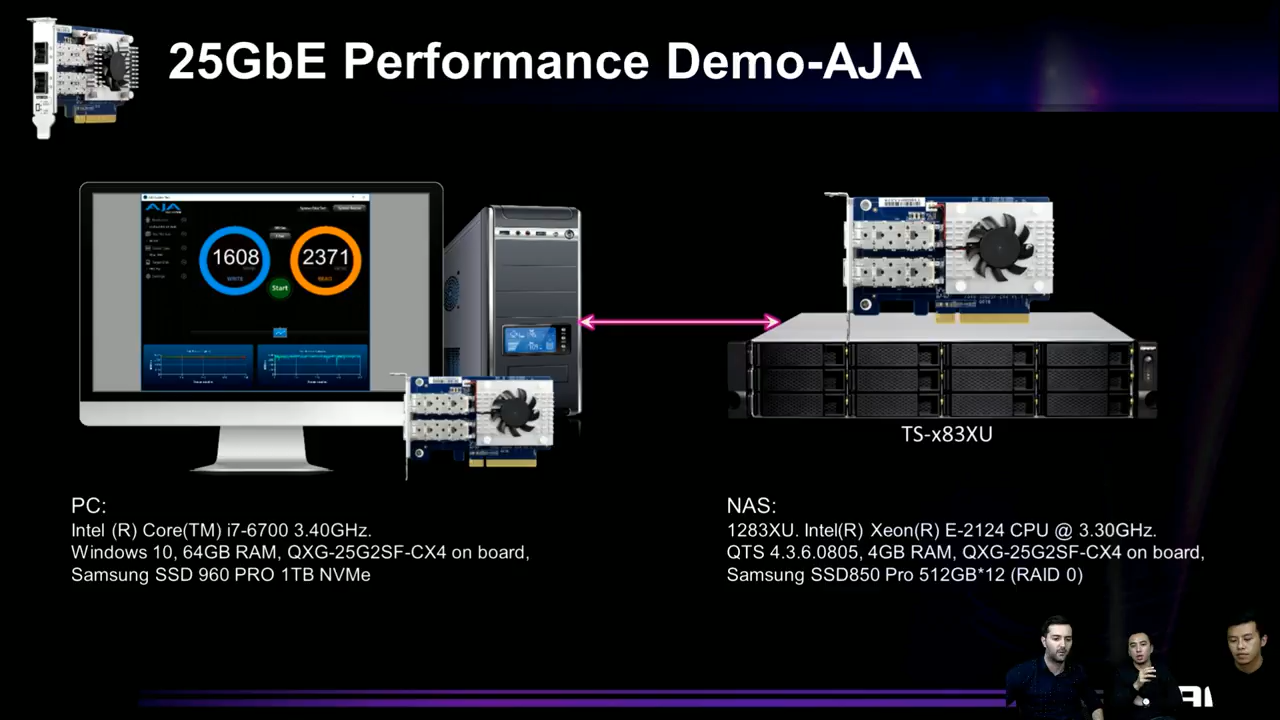 25GbE Performance Demo-AJA
AJA
1608
WRITE
2371
READ
Start
TS-x83XU
PC:
Intel (R) Core(TM) i7-6700 3.40GHz.
Windows 10, 64GB RAM, QXG-25G2SF-CX4 on board,
Samsung SSD 960 PRO 1TB NVMe
NAS:
1283XU. Intel(R) Xeon(R) E-2124 CPU @ 3.30GHz.
QTS 4.3.6.0805, 4GB RAM, QXG-25G2SF-CX4 on board,
Samsung SSD850 Pro 512GB*12 (RAID 0)